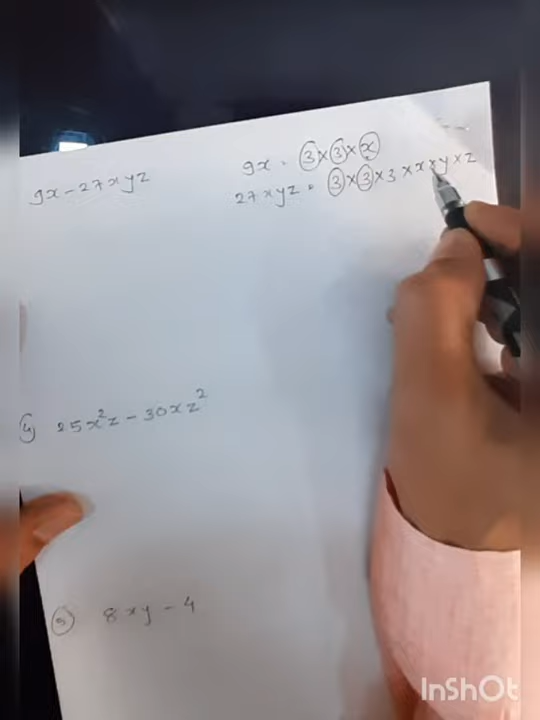 9x - 27xyz
9x = 3×3×x
27xyz = 3×3×3×x×y×z
4 25x²z - 30xz²
5 8xy - 4
InShOt